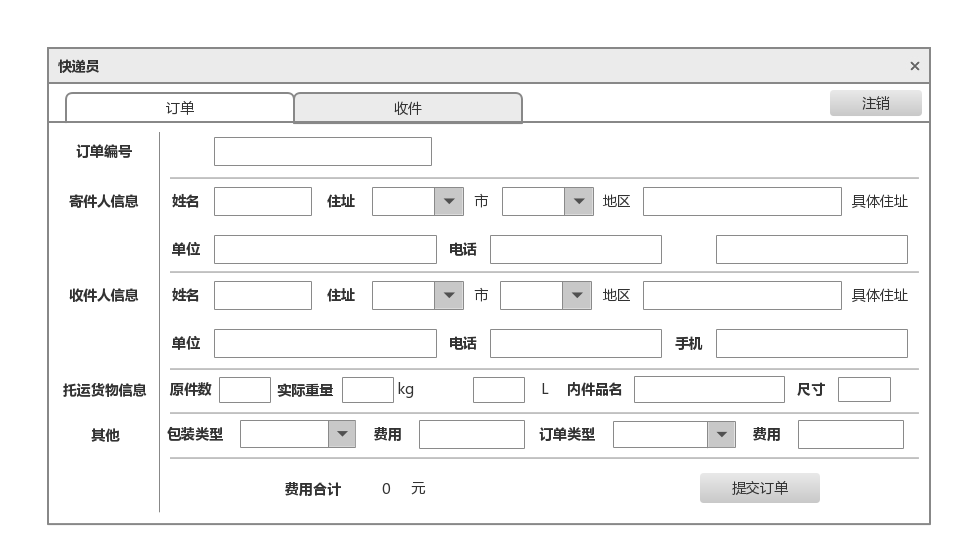 快递员 ×
订单 收件 注销
订单编号
寄件人信息 姓名 住址 市 地区 具体住址
单位 电话
收件人信息 姓名 住址 市 地区 具体住址
单位 电话 手机
托运货物信息 原件数 实际重量 kg L 内件品名 尺寸
其他 包装类型 费用 订单类型 费用
费用合计 0 元 提交订单